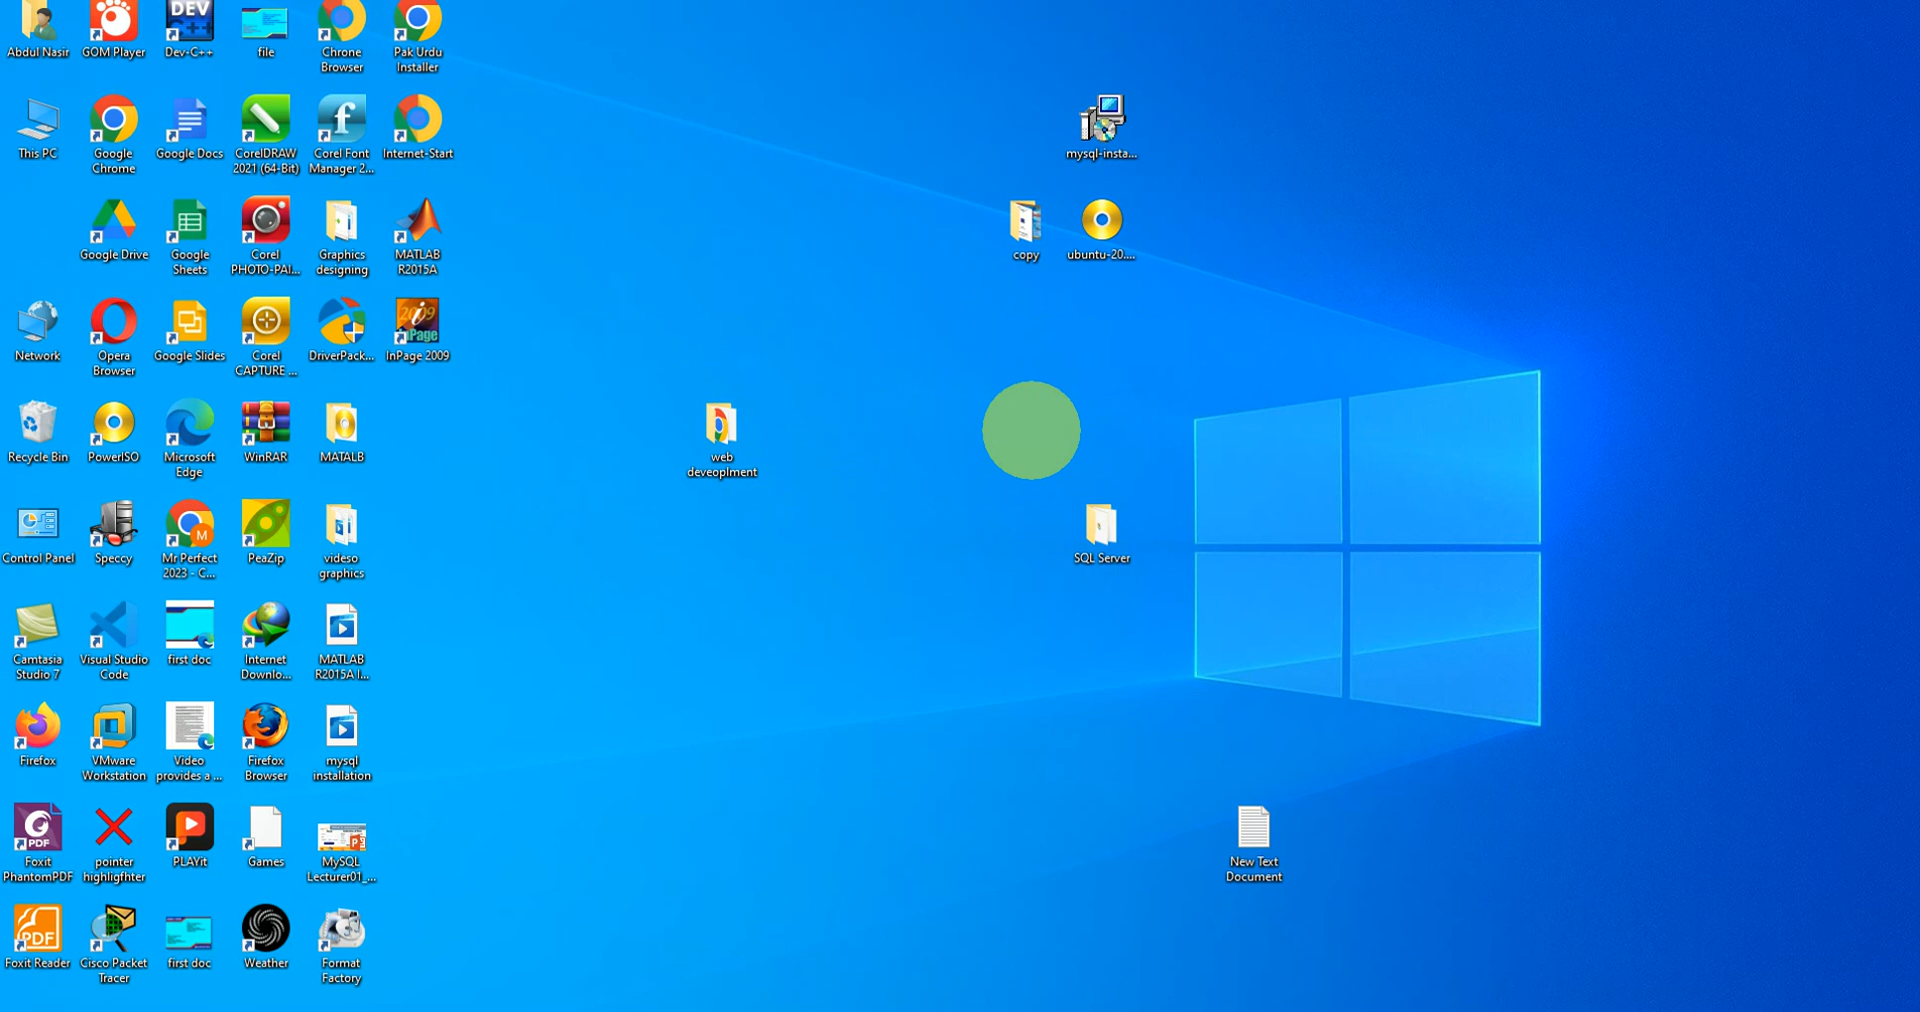 Abdul Nasir
GOM Player
DEV
C++
Dev-C++
file
Chrone
Browser
Pak Urdu
Installer
This PC
Google
Chrome
Google Docs
CorelDRAW
2021 (64-Bit)
f
Corel Font
Manager 2...
Internet-Start
mysql-insta...
Google Drive
Google
Sheets
Corel
PHOTO-PAI...
Graphics
designing
MATLAB
R2015A
copy
ubuntu-20....
Network
Opera
Browser
Google Slides
Corel
CAPTURE ...
DriverPack...
2009
i
inPage
InPage 2009
Recycle Bin
PowerISO
Microsoft
Edge
WinRAR
MATALB
web
deveoplment
Control Panel
Speccy
M
Mr Perfect
2023 - C...
PeaZip
videso
graphics
SQL Server
Camtasia
Studio 7
Visual Studio
Code
first doc
Internet
Downlo...
MATLAB
R2015A I...
Firefox
VMware
Workstation
Video
provides a ...
Firefox
Browser
mysql
installation
PDF
Foxit
PhantomPDF
pointer
highligfhter
PLAYit
Games
P
MySQL
Lecturer01_...
New Text
Document
PDF
Foxit Reader
Cisco Packet
Tracer
first doc
Weather
Format
Factory